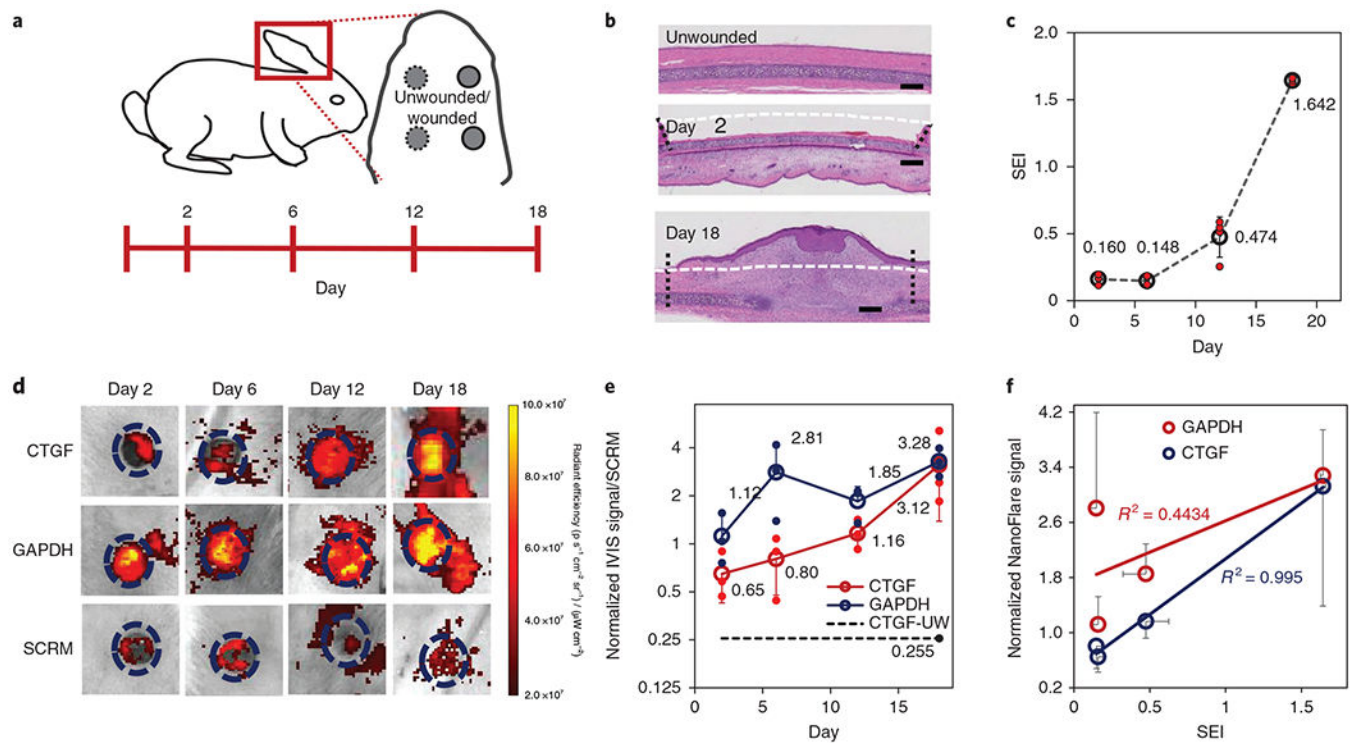 a
Unwounded/
wounded
2 6 12 18
Day
b
Unwounded
Day 2
Day 18
c
2.0
1.5
1.0
0.5
0
SEI
0.160
0.148
0.474
1.642
0 5 10 15 20
Day
d
Day 2 Day 6 Day 12 Day 18
CTGF
GAPDH
SCRM
10.0 × 10⁷
8.0 × 10⁷
6.0 × 10⁷
4.0 × 10⁷
2.0 × 10⁷
Radiant efficiency (p s⁻¹ cm⁻² sr⁻¹) / (µW cm⁻²)
e
Normalized IVIS signal/SCRM
4
2
1
0.5
0.25
0.125
1.12
2.81
1.85
3.28
0.65
0.80
1.16
3.12
CTGF
GAPDH
CTGF-UW
0.255
0 5 10 15
Day
f
Normalized NanoFlare signal
4.2
3.4
2.6
1.8
1.0
0.2
GAPDH
CTGF
R² = 0.4434
R² = 0.995
0 0.5 1 1.5
SEI